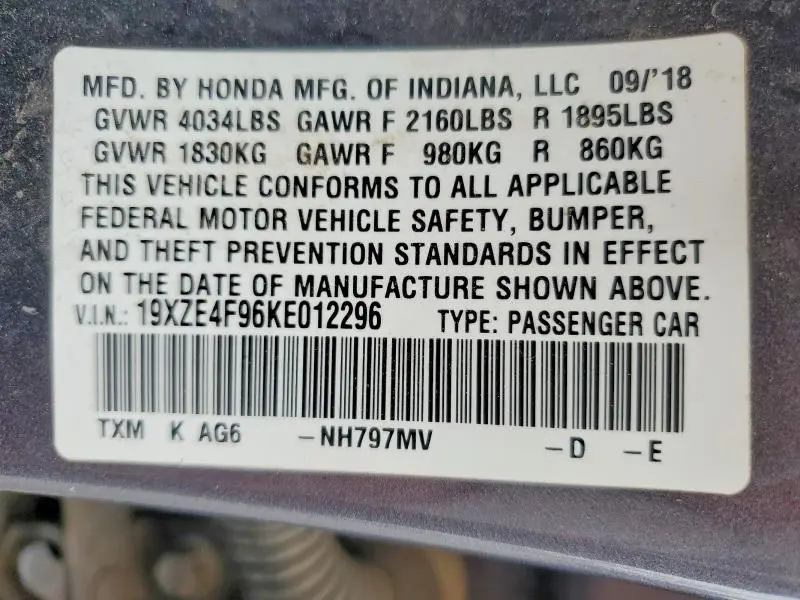 MFD. BY HONDA MFG. OF INDIANA, LLC 09/'18
GVWR 4034LBS GAWR F 2160LBS R 1895LBS
GVWR 1830KG GAWR F 980KG R 860KG
THIS VEHICLE CONFORMS TO ALL APPLICABLE
FEDERAL MOTOR VEHICLE SAFETY, BUMPER,
AND THEFT PREVENTION STANDARDS IN EFFECT
ON THE DATE OF MANUFACTURE SHOWN ABOVE.
V.I.N.: 19XZE4F96KE012296 TYPE: PASSENGER CAR
TXM K AG6 -NH797MV -D -E